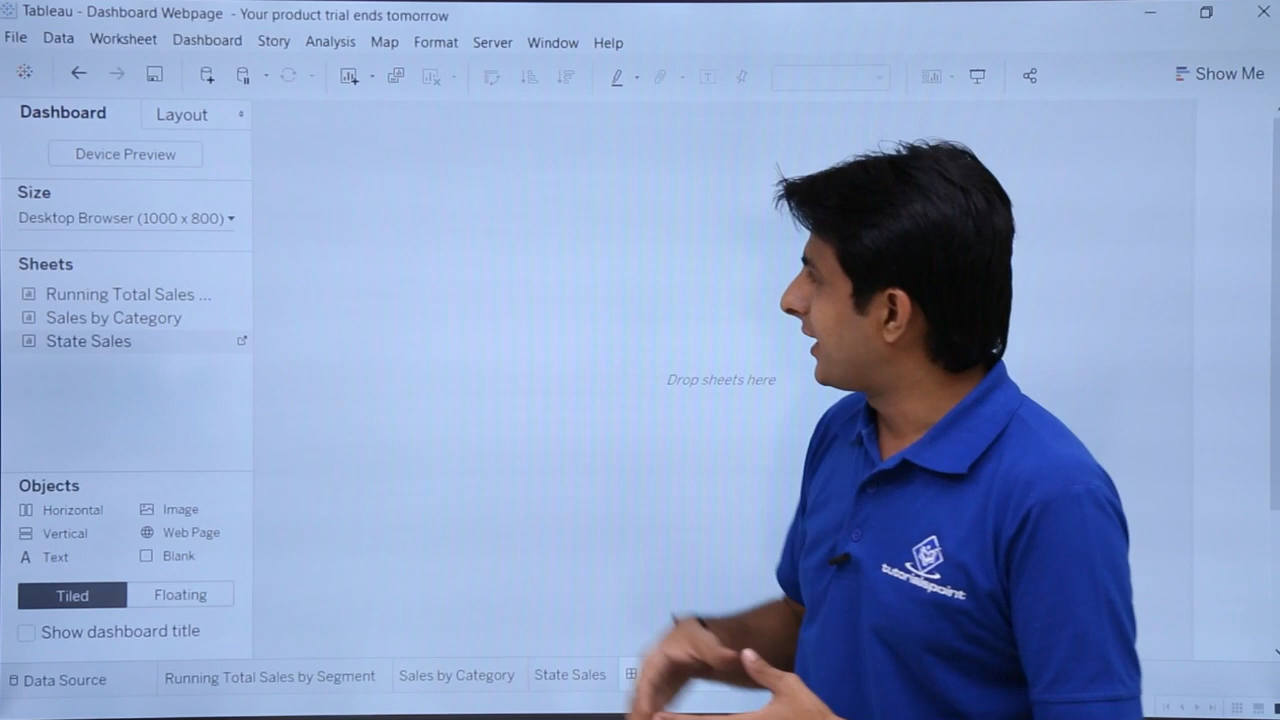 Tableau - Dashboard Webpage - Your product trial ends tomorrow
File Data Worksheet Dashboard Story Analysis Map Format Server Window Help
Show Me
Dashboard Layout
Device Preview
Size
Desktop Browser (1000 x 800)
Sheets
Running Total Sales ...
Sales by Category
State Sales
Drop sheets here
Objects
Horizontal Image
Vertical Web Page
A Text Blank
Tiled Floating
Show dashboard title
Data Source Running Total Sales by Segment Sales by Category State Sales
tutorialspoint